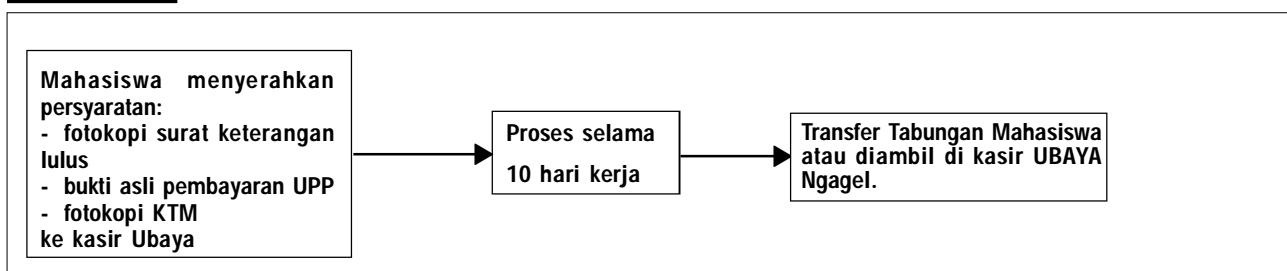 Mahasiswa menyerahkan
persyaratan:
- fotokopi surat keterangan
lulus
- bukti asli pembayaran UPP
- fotokopi KTM
ke kasir Ubaya
Proses selama
10 hari kerja
Transfer Tabungan Mahasiswa
atau diambil di kasir UBAYA
Ngagel.